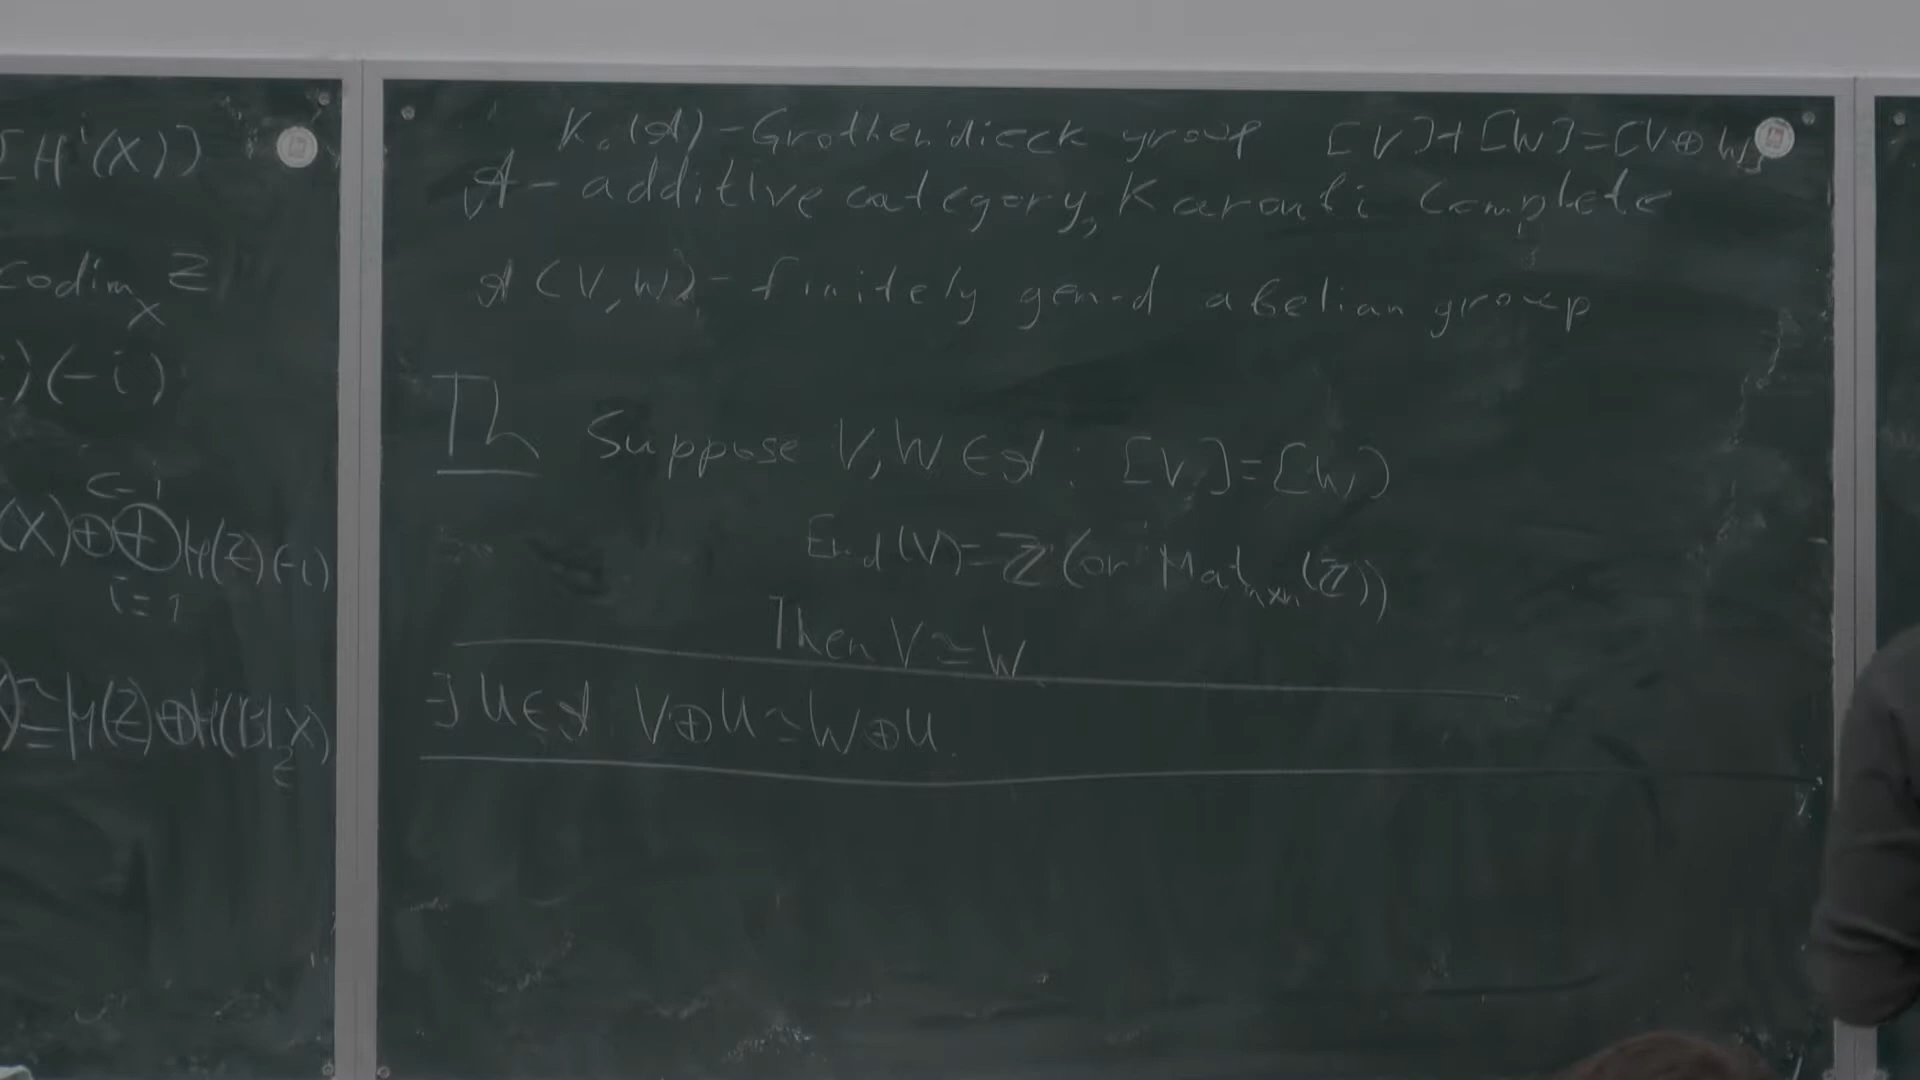 [Hⁱ(X)]
codim_X Z
)(-i)
c-1
(X)⊕⊕H(Z)(-i)
i=1
)≃H(Z)⊕H(Bl_Z X)
K₀(𝒜) - Grothendieck group [V]+[W]=[V⊕W]
𝒜 - additive category, Karoubi complete
𝒜(V,W) - finitely gen-d abelian group
Th Suppose V,W∈𝒜: [V]=[W]
End(V)=ℤ (or Mat_{n×n}(ℤ))
Then V≃W
∃ U∈𝒜 V⊕U≃W⊕U.